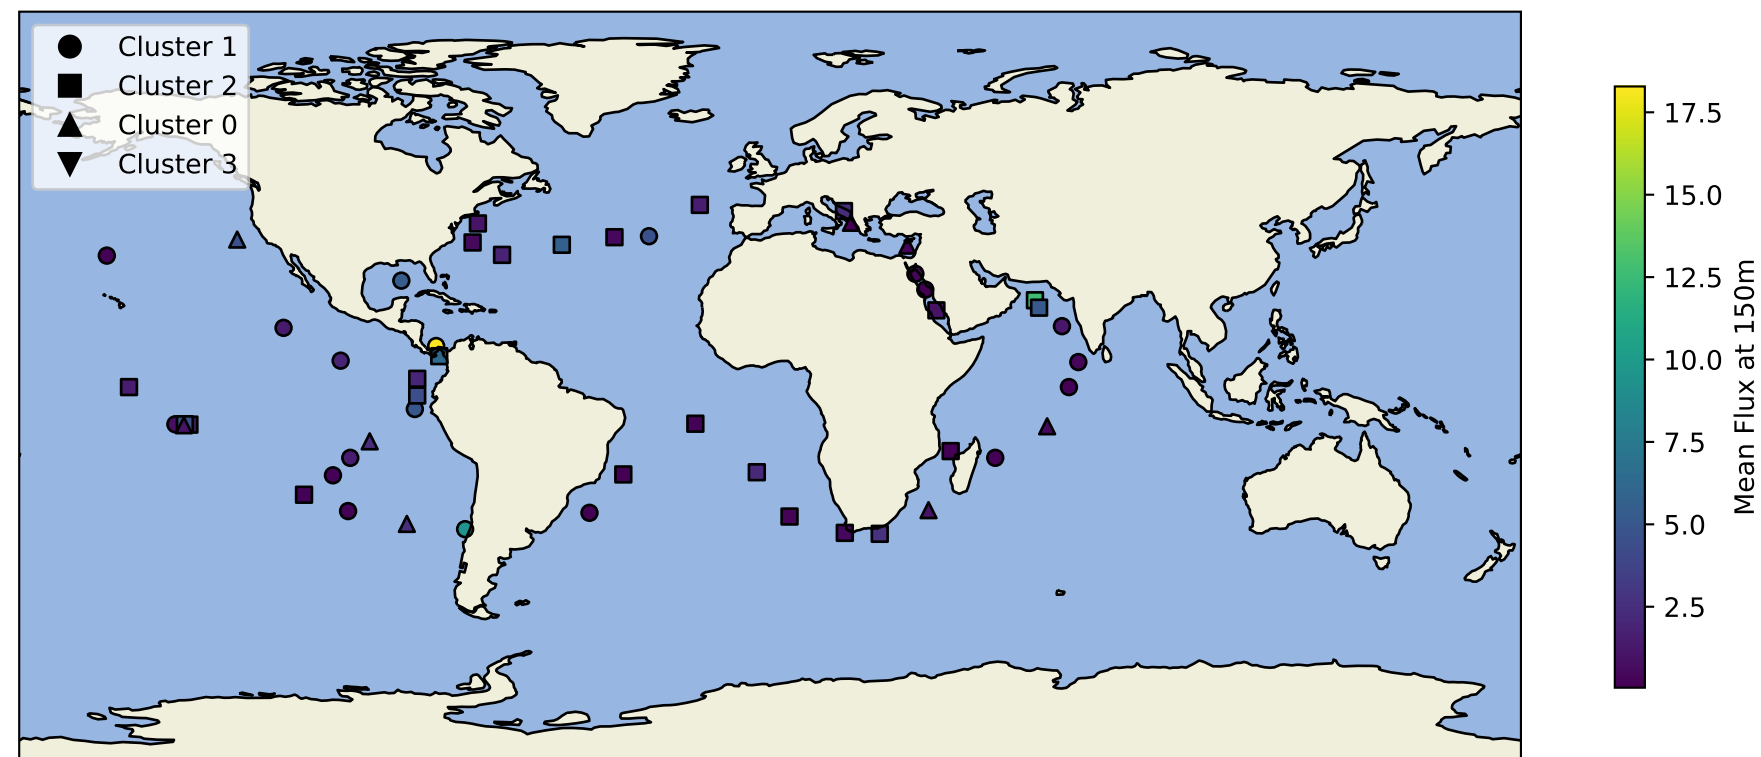 Cluster 1
Cluster 2
Cluster 0
Cluster 3
17.5
15.0
12.5
10.0
7.5
5.0
2.5
Mean Flux at 150m